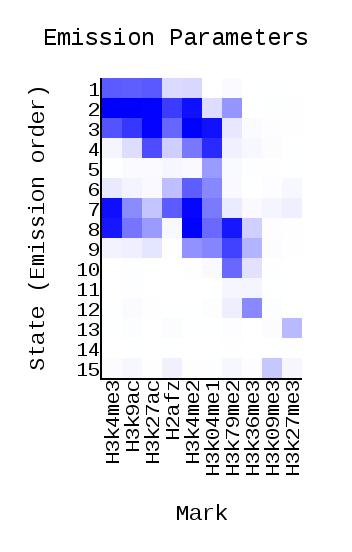 Emission Parameters
State (Emission order)
1
2
3
4
5
6
7
8
9
10
11
12
13
14
15
H3k4me3
H3k9ac
H3k27ac
H2afz
H3k4me2
H3k04me1
H3k79me2
H3k36me3
H3k09me3
H3k27me3
Mark